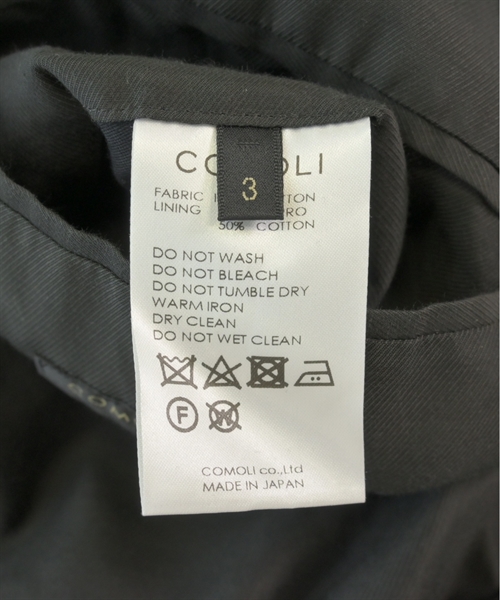 3
FABRIC
LINING
50% COTTON
DO NOT WASH
DO NOT BLEACH
DO NOT TUMBLE DRY
WARM IRON
DRY CLEAN
DO NOT WET CLEAN
F W
COMOLI co.,Ltd
MADE IN JAPAN